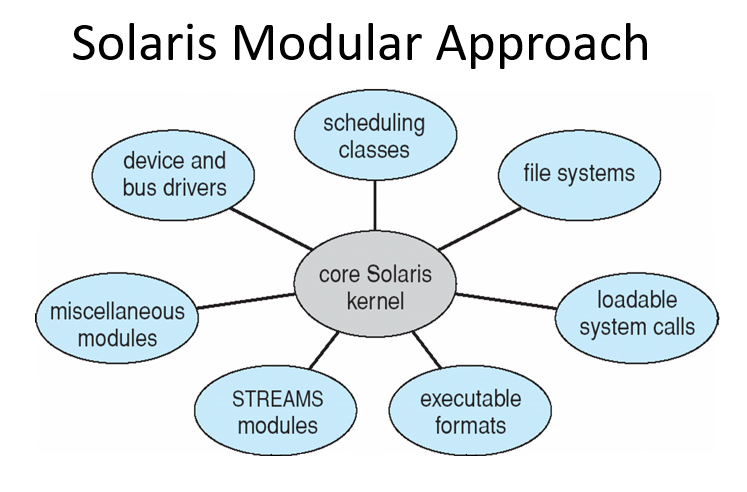 Solaris Modular Approach
scheduling
classes
device and
bus drivers
file systems
core Solaris
kernel
miscellaneous
modules
loadable
system calls
STREAMS
modules
executable
formats